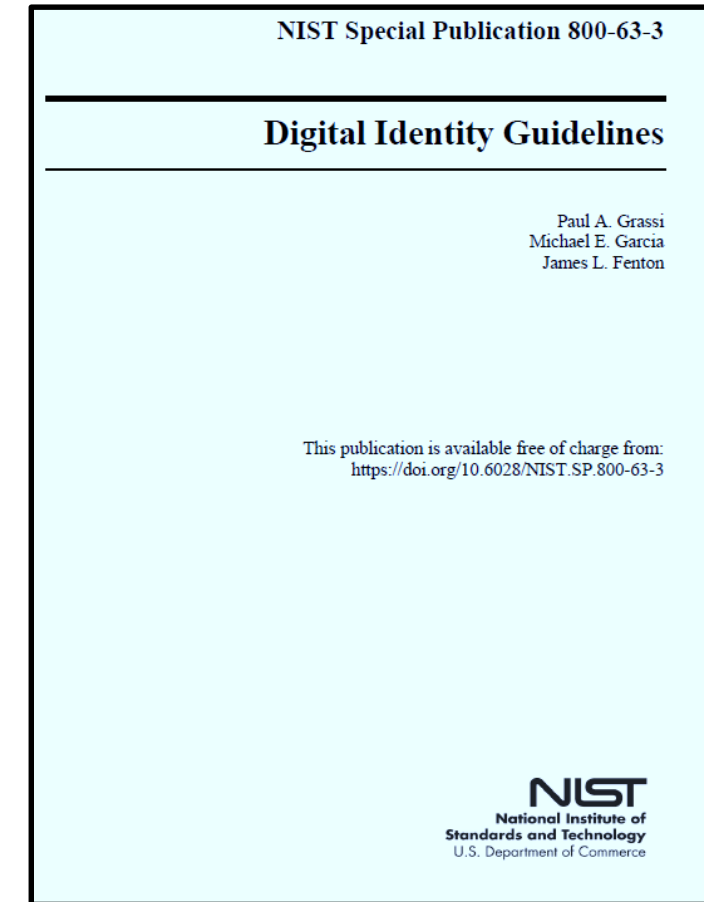 NIST Special Publication 800-63-3
Digital Identity Guidelines
Paul A. Grassi
Michael E. Garcia
James L. Fenton
This publication is available free of charge from:
https://doi.org/10.6028/NIST.SP.800-63-3
NIST
National Institute of
Standards and Technology
U.S. Department of Commerce